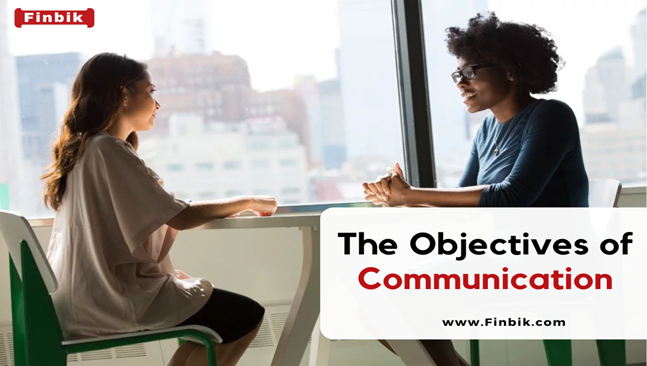 Finbik
The Objectives of
Communication
www.Finbik.com